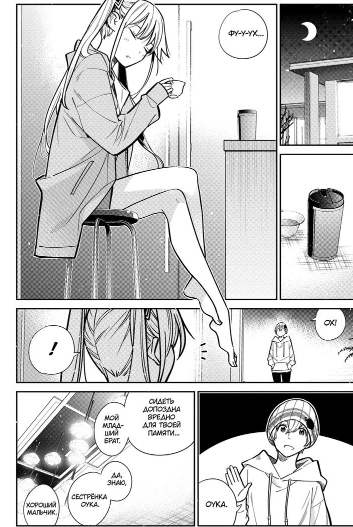 ФУ-У-УХ...
ОХ!
!
СИДЕТЬ
ДОПОЗДНА
ВРЕДНО
ДЛЯ ТВОЕЙ
ПАМЯТИ...
МОЙ
МЛАД-
ШИЙ
БРАТ.
ДА,
ЗНАЮ,
СЕСТРЁНКА
ОУКА.
ХОРОШИЙ
МАЛЬЧИК.
ОУКА.